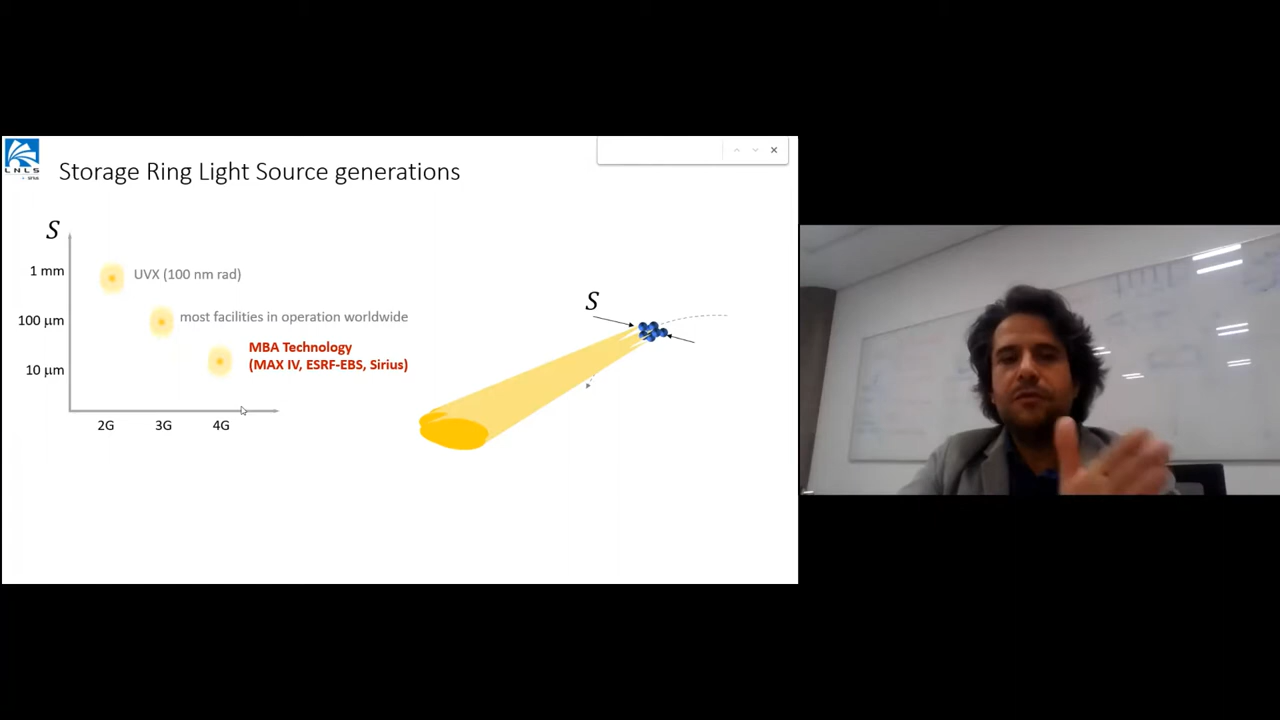 LNLS
Storage Ring Light Source generations
S
1 mm
UVX (100 nm rad)
100 μm
most facilities in operation worldwide
MBA Technology
(MAX IV, ESRF-EBS, Sirius)
10 μm
2G
3G
4G
S